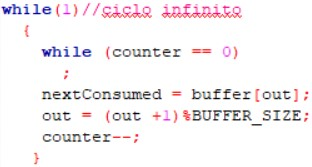 while(1)//ciclo infinito
{
while (counter == 0)
;
nextConsumed = buffer[out];
out = (out +1)%BUFFER_SIZE;
counter--;
}